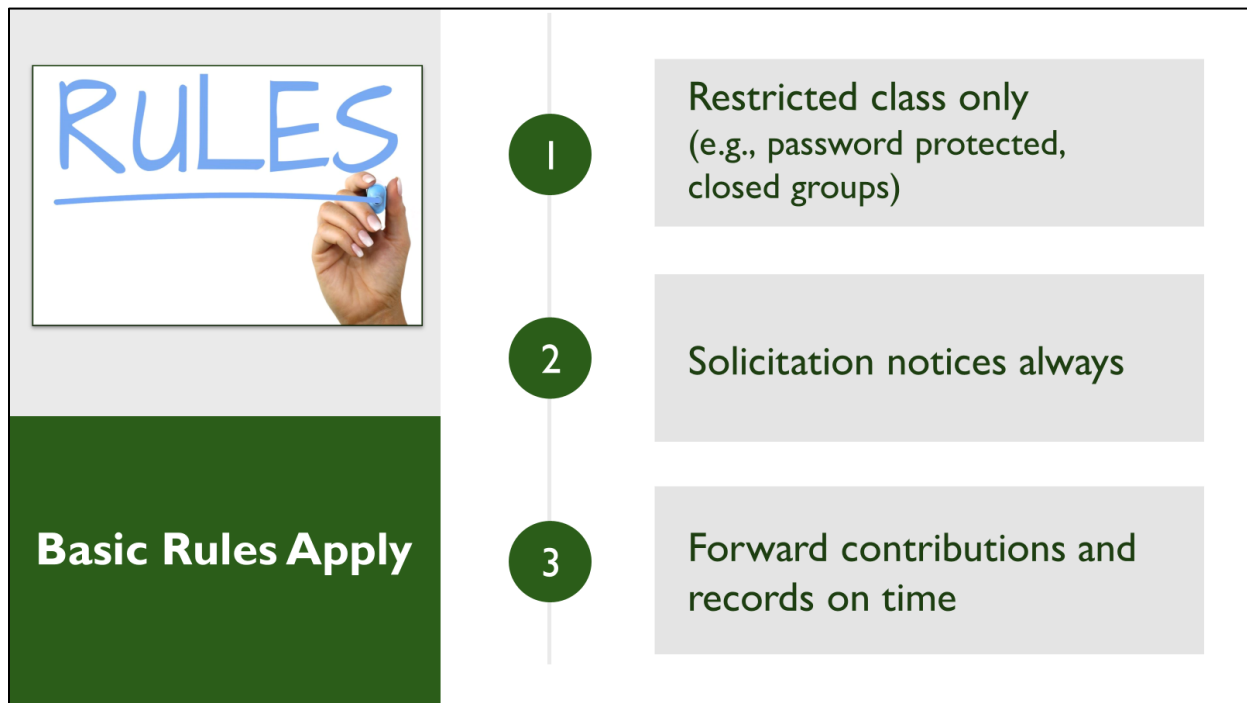 RULES
Basic Rules Apply
1
Restricted class only
(e.g., password protected,
closed groups)
2
Solicitation notices always
3
Forward contributions and
records on time